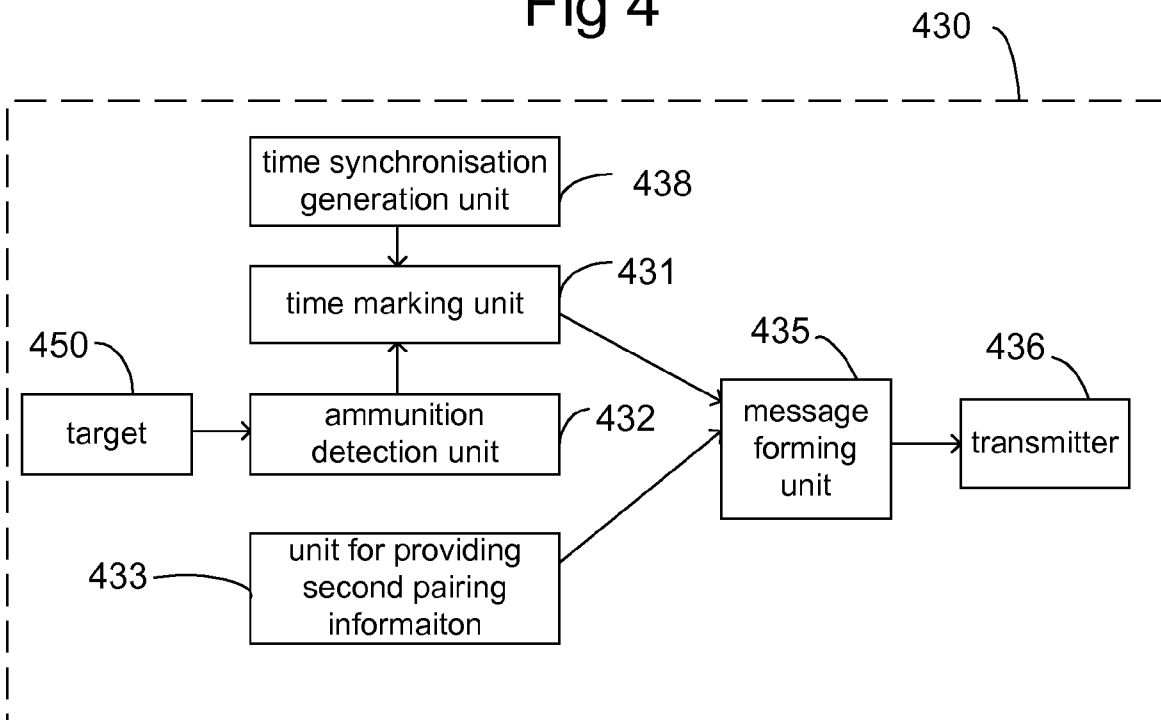 Fig 4
430
time synchronisation
generation unit
438
time marking unit
431
450
target
ammunition
detection unit
432
433
unit for providing
second pairing
informaiton
435
message
forming
unit
436
transmitter